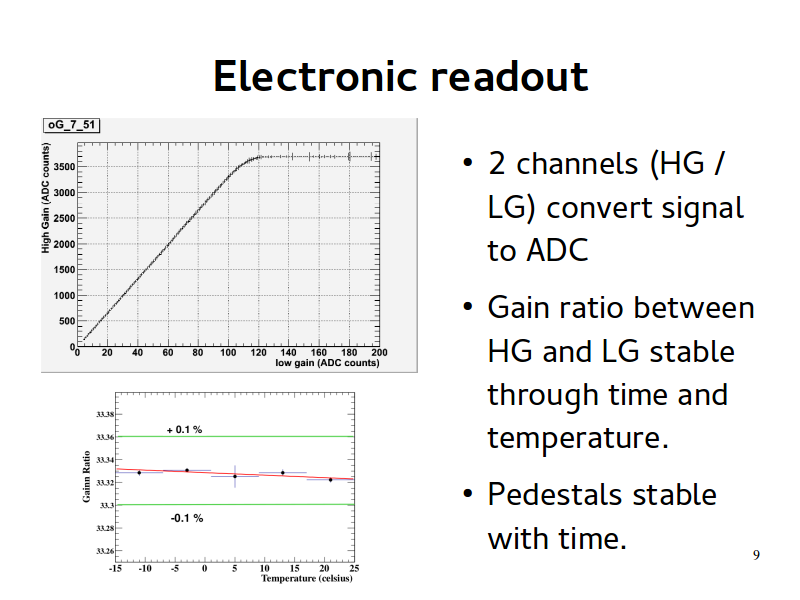 Electronic readout
oG_7_51
High Gain (ADC counts)
3500
3000
2500
2000
1500
1000
500
0
0 20 40 60 80 100 120 140 160 180 200
low gain (ADC counts)
Gainn Ratio
33.38
33.36
33.34
33.32
33.3
33.28
33.26
+ 0.1 %
-0.1 %
-15 -10 -5 0 5 10 15 20 25
Temperature (celsius)
• 2 channels (HG /
LG) convert signal
to ADC
• Gain ratio between
HG and LG stable
through time and
temperature.
• Pedestals stable
with time.
9